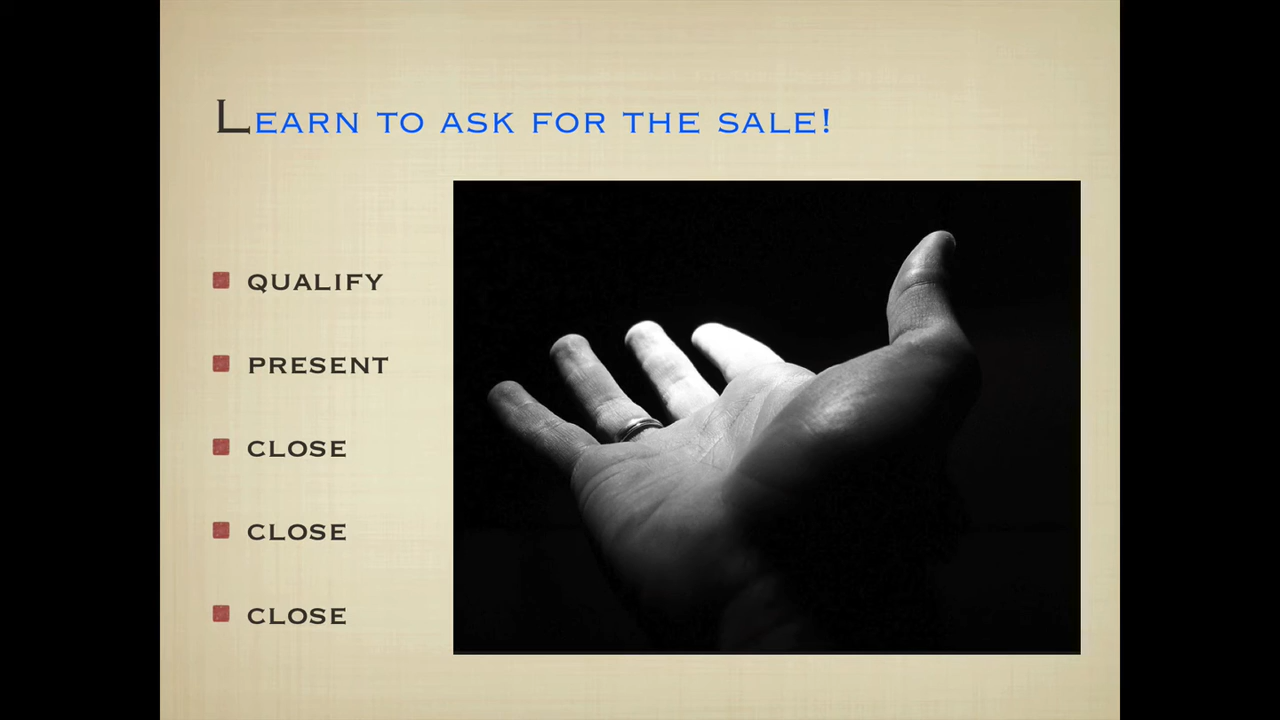 Learn to ask for the sale!
QUALIFY
PRESENT
CLOSE
CLOSE
CLOSE